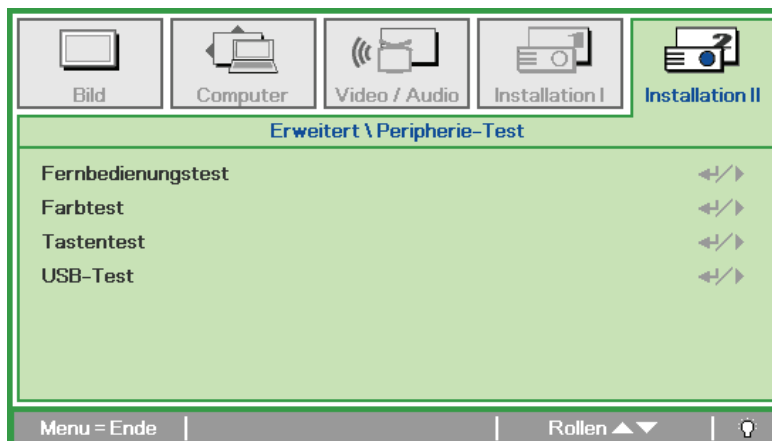 Bild
Computer
Video / Audio
Installation I
Installation II
Erweitert \ Peripherie-Test
Fernbedienungstest
Farbtest
Tastentest
USB-Test
Menu = Ende
Rollen ▲▼